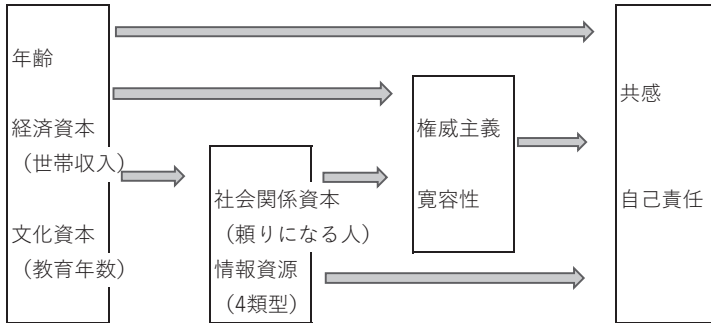 年齢
経済資本
（世帯収入）
文化資本
（教育年数）
社会関係資本
（頼りになる人）
情報資源
（4類型）
権威主義
寛容性
共感
自己責任